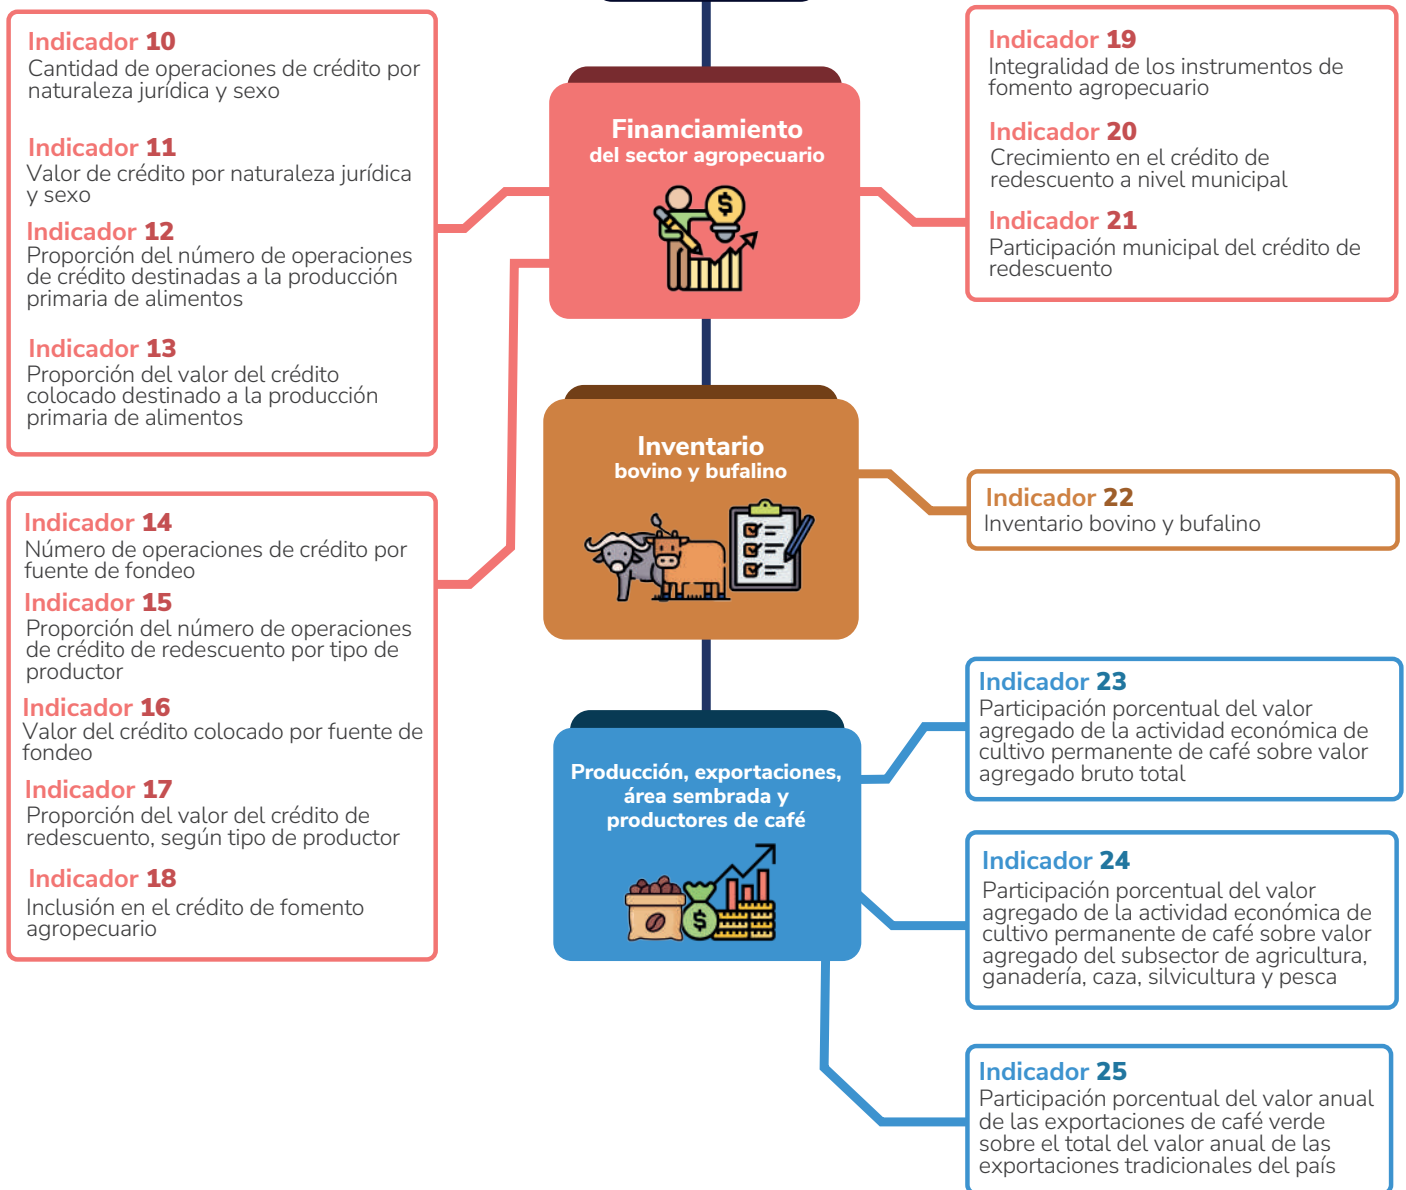 Indicador 10
Cantidad de operaciones de crédito por
naturaleza jurídica y sexo
Indicador 11
Valor de crédito por naturaleza jurídica
y sexo
Indicador 12
Proporción del número de operaciones
de crédito destinadas a la producción
primaria de alimentos
Indicador 13
Proporción del valor del crédito
colocado destinado a la producción
primaria de alimentos
Indicador 14
Número de operaciones de crédito por
fuente de fondeo
Indicador 15
Proporción del número de operaciones
de crédito de redescuento por tipo de
productor
Indicador 16
Valor del crédito colocado por fuente de
fondeo
Indicador 17
Proporción del valor del crédito de
redescuento, según tipo de productor
Indicador 18
Inclusión en el crédito de fomento
agropecuario
Financiamiento
del sector agropecuario
$
Inventario
bovino y bufalino
Producción, exportaciones,
área sembrada y
productores de café
$
Indicador 19
Integralidad de los instrumentos de
fomento agropecuario
Indicador 20
Crecimiento en el crédito de
redescuento a nivel municipal
Indicador 21
Participación municipal del crédito de
redescuento
Indicador 22
Inventario bovino y bufalino
Indicador 23
Participación porcentual del valor
agregado de la actividad económica de
cultivo permanente de café sobre valor
agregado bruto total
Indicador 24
Participación porcentual del valor
agregado de la actividad económica de
cultivo permanente de café sobre valor
agregado del subsector de agricultura,
ganadería, caza, silvicultura y pesca
Indicador 25
Participación porcentual del valor anual
de las exportaciones de café verde
sobre el total del valor anual de las
exportaciones tradicionales del país